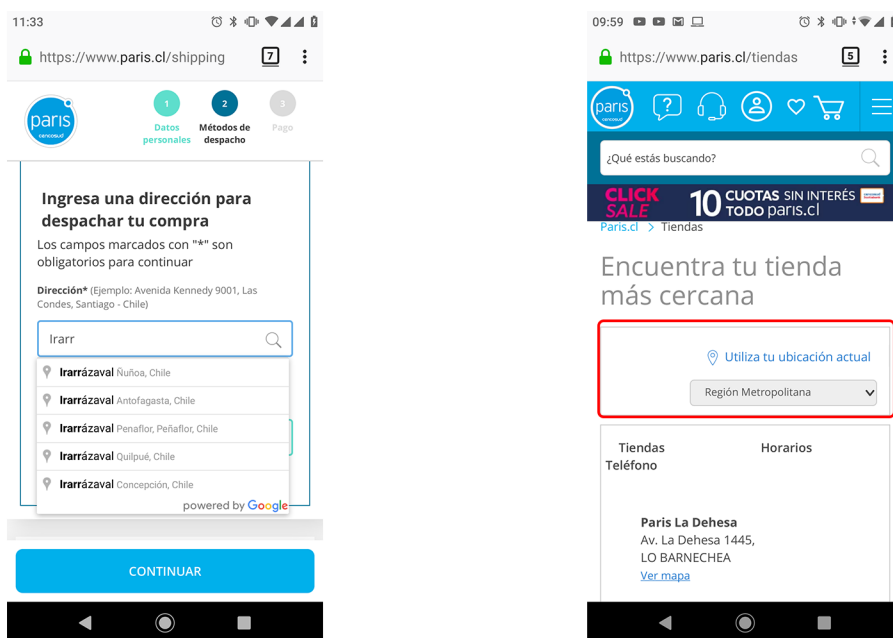 11:33
https://www.paris.cl/shipping
7
paris
cencosud
1
2
3
Datos personales
Métodos de despacho
Pago
Ingresa una dirección para
despachar tu compra
Los campos marcados con "*" son
obligatorios para continuar
Dirección* (Ejemplo: Avenida Kennedy 9001, Las
Condes, Santiago - Chile)
Irarr
Irarrázaval Ñuñoa, Chile
Irarrázaval Antofagasta, Chile
Irarrázaval Penaflor, Peñaflor, Chile
Irarrázaval Quilpué, Chile
Irarrázaval Concepción, Chile
powered by Google
CONTINUAR
09:59
https://www.paris.cl/tiendas
5
paris
cencosud
?
¿Qué estás buscando?
CLICK
SALE
10 CUOTAS SIN INTERÉS
TODO paris.cl
Paris.cl > Tiendas
Encuentra tu tienda
más cercana
Utiliza tu ubicación actual
Región Metropolitana
Tiendas Horarios
Teléfono
Paris La Dehesa
Av. La Dehesa 1445,
LO BARNECHEA
Ver mapa